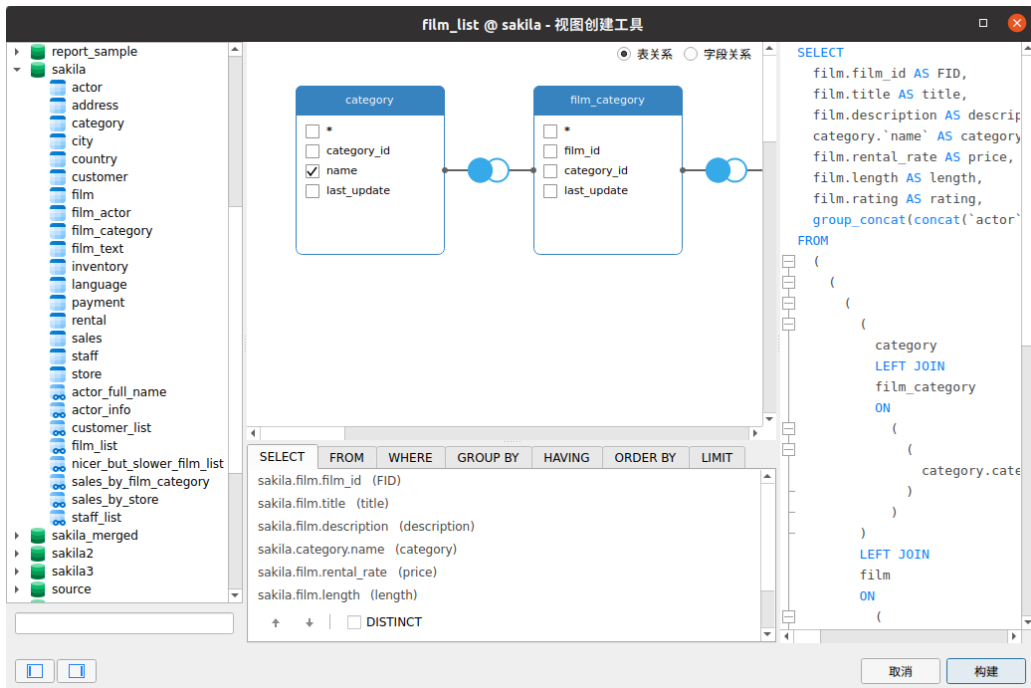 film_list @ sakila - 视图创建工具
report_sample
sakila
actor
address
category
city
country
customer
film
film_actor
film_category
film_text
inventory
language
payment
rental
sales
staff
store
actor_full_name
actor_info
customer_list
film_list
nicer_but_slower_film_list
sales_by_film_category
sales_by_store
staff_list
sakila_merged
sakila2
sakila3
source
表关系 字段关系
category
*
category_id
name
last_update
film_category
*
film_id
category_id
last_update
SELECT FROM WHERE GROUP BY HAVING ORDER BY LIMIT
sakila.film.film_id (FID)
sakila.film.title (title)
sakila.film.description (description)
sakila.category.name (category)
sakila.film.rental_rate (price)
sakila.film.length (length)
DISTINCT
SELECT
film.film_id AS FID,
film.title AS title,
film.description AS descrip
category.`name` AS category
film.rental_rate AS price,
film.length AS length,
film.rating AS rating,
group_concat(concat(`actor`
FROM
(
(
(
(
category
LEFT JOIN
film_category
ON
(
(
category.cate
)
)
)
LEFT JOIN
film
ON
(
取消 构建